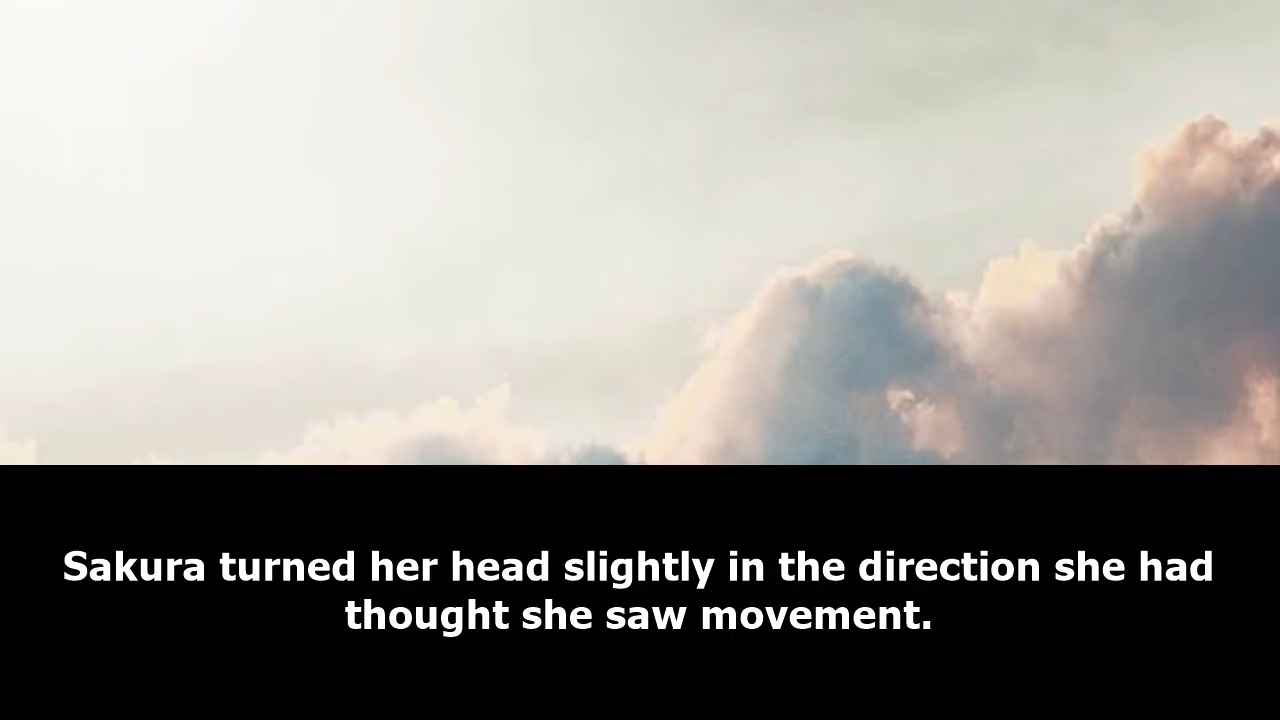 Sakura turned her head slightly in the direction she had
thought she saw movement.